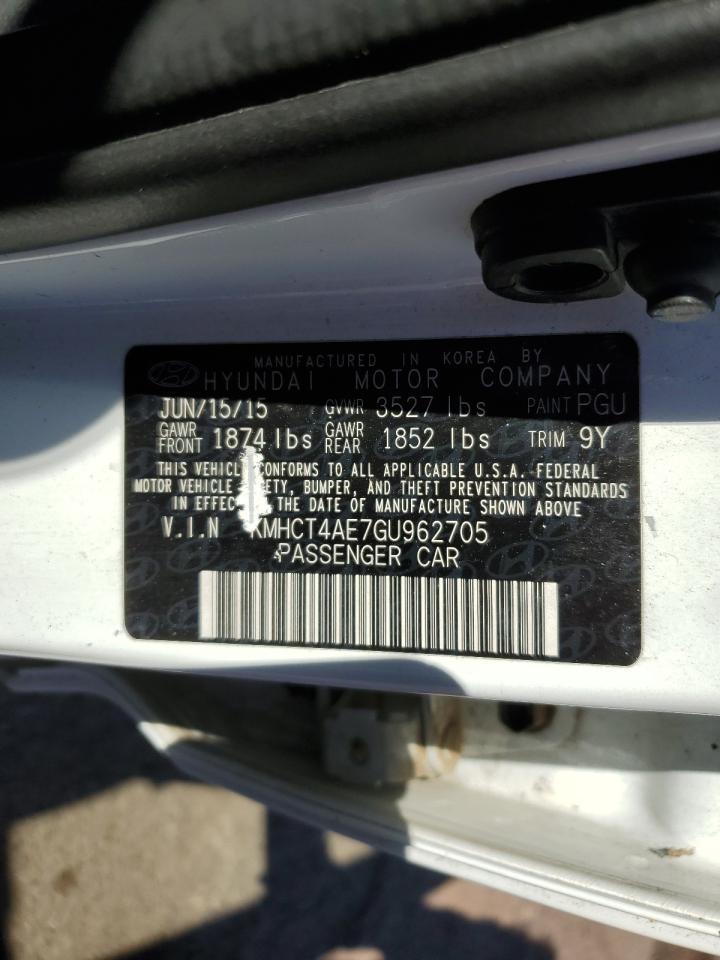 MANUFACTURED IN KOREA BY
HYUNDAI MOTOR COMPANY
JUN/15/15 GVWR 3527 lbs PAINT PGU
GAWR FRONT 1874 lbs GAWR REAR 1852 lbs TRIM 9Y
THIS VEHICLE CONFORMS TO ALL APPLICABLE U.S.A. FEDERAL
MOTOR VEHICLE SAFETY, BUMPER, AND THEFT PREVENTION STANDARDS
IN EFFECT THE DATE OF MANUFACTURE SHOWN ABOVE
V.I.N KMHCT4AE7GU962705
PASSENGER CAR